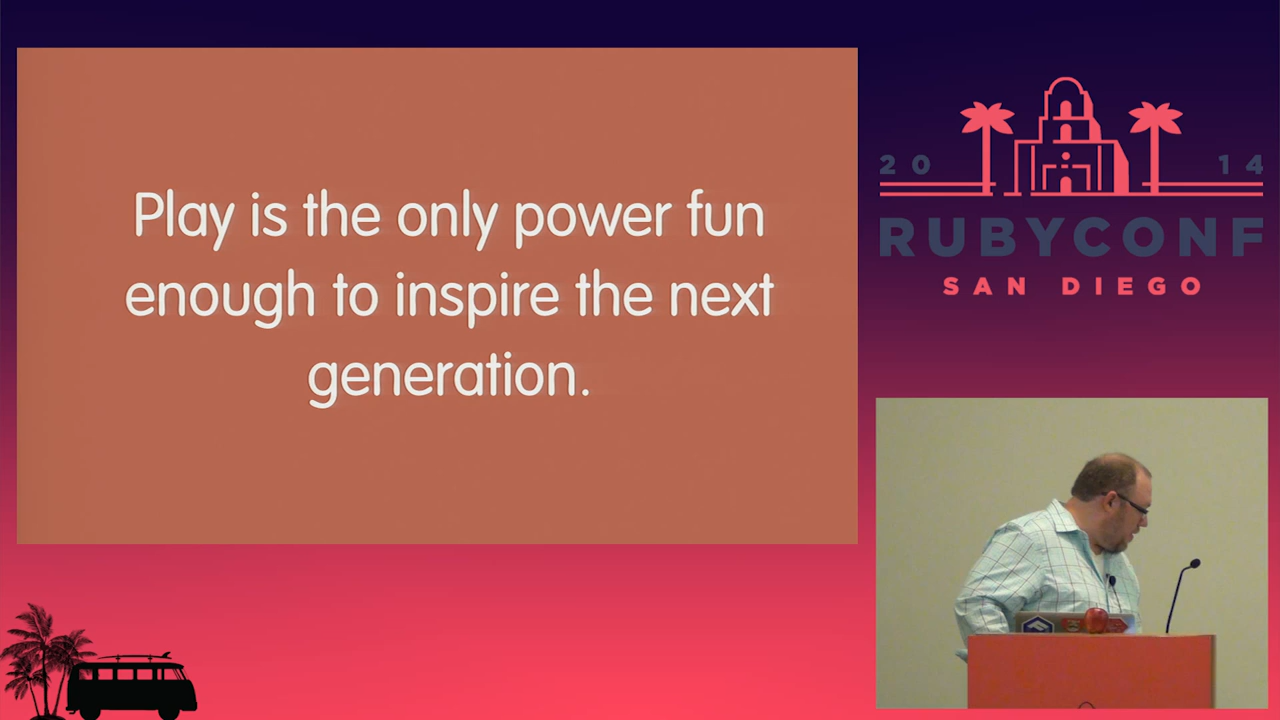 Play is the only power fun
enough to inspire the next
generation.
20 14
RUBYCONF
SAN DIEGO